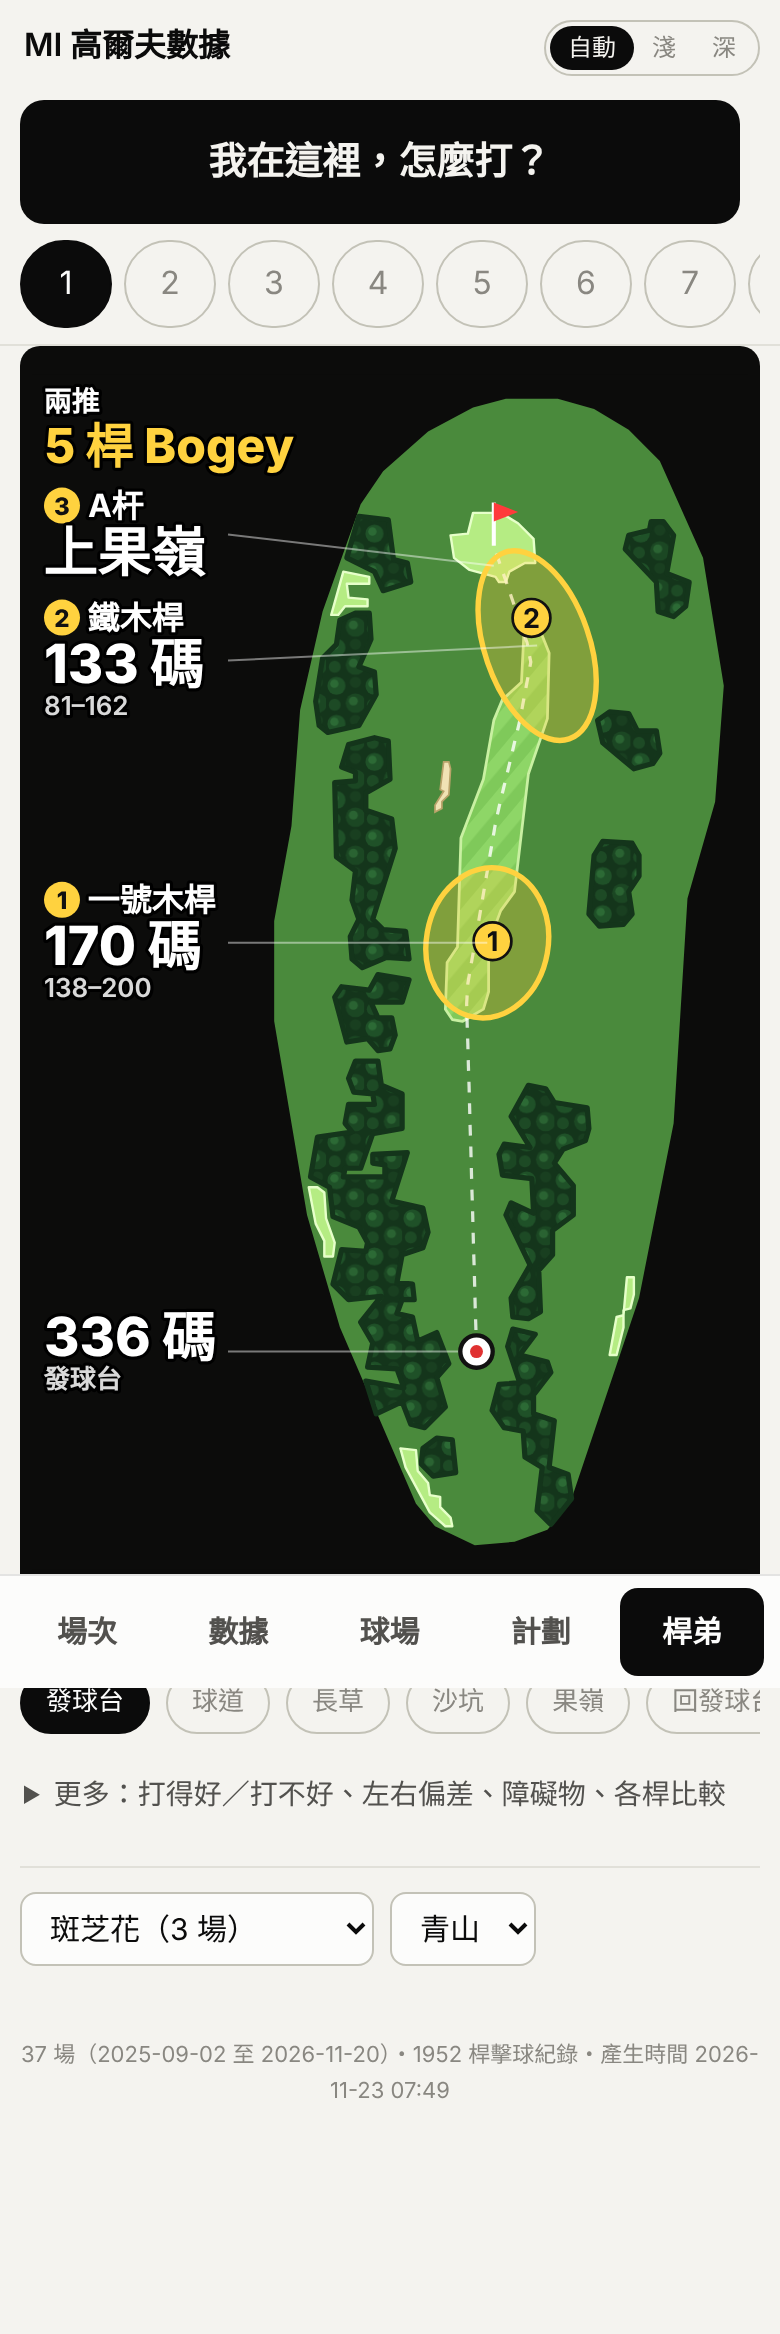 MI 高爾夫數據
自動 淺 深
我在這裡，怎麼打？
1 2 3 4 5 6 7
兩推
5 桿 Bogey
3 A杆
上果嶺
2 鐵木桿
133 碼
81–162
2
1 一號木桿
170 碼
138–200
1
336 碼
發球台
場次 數據 球場 計劃 桿弟
發球台 球道 長草 沙坑 果嶺 回發球台
▶ 更多：打得好／打不好、左右偏差、障礙物、各桿比較
斑芝花（3 場） 青山
37 場（2025-09-02 至 2026-11-20）・1952 桿擊球紀錄・產生時間 2026-
11-23 07:49